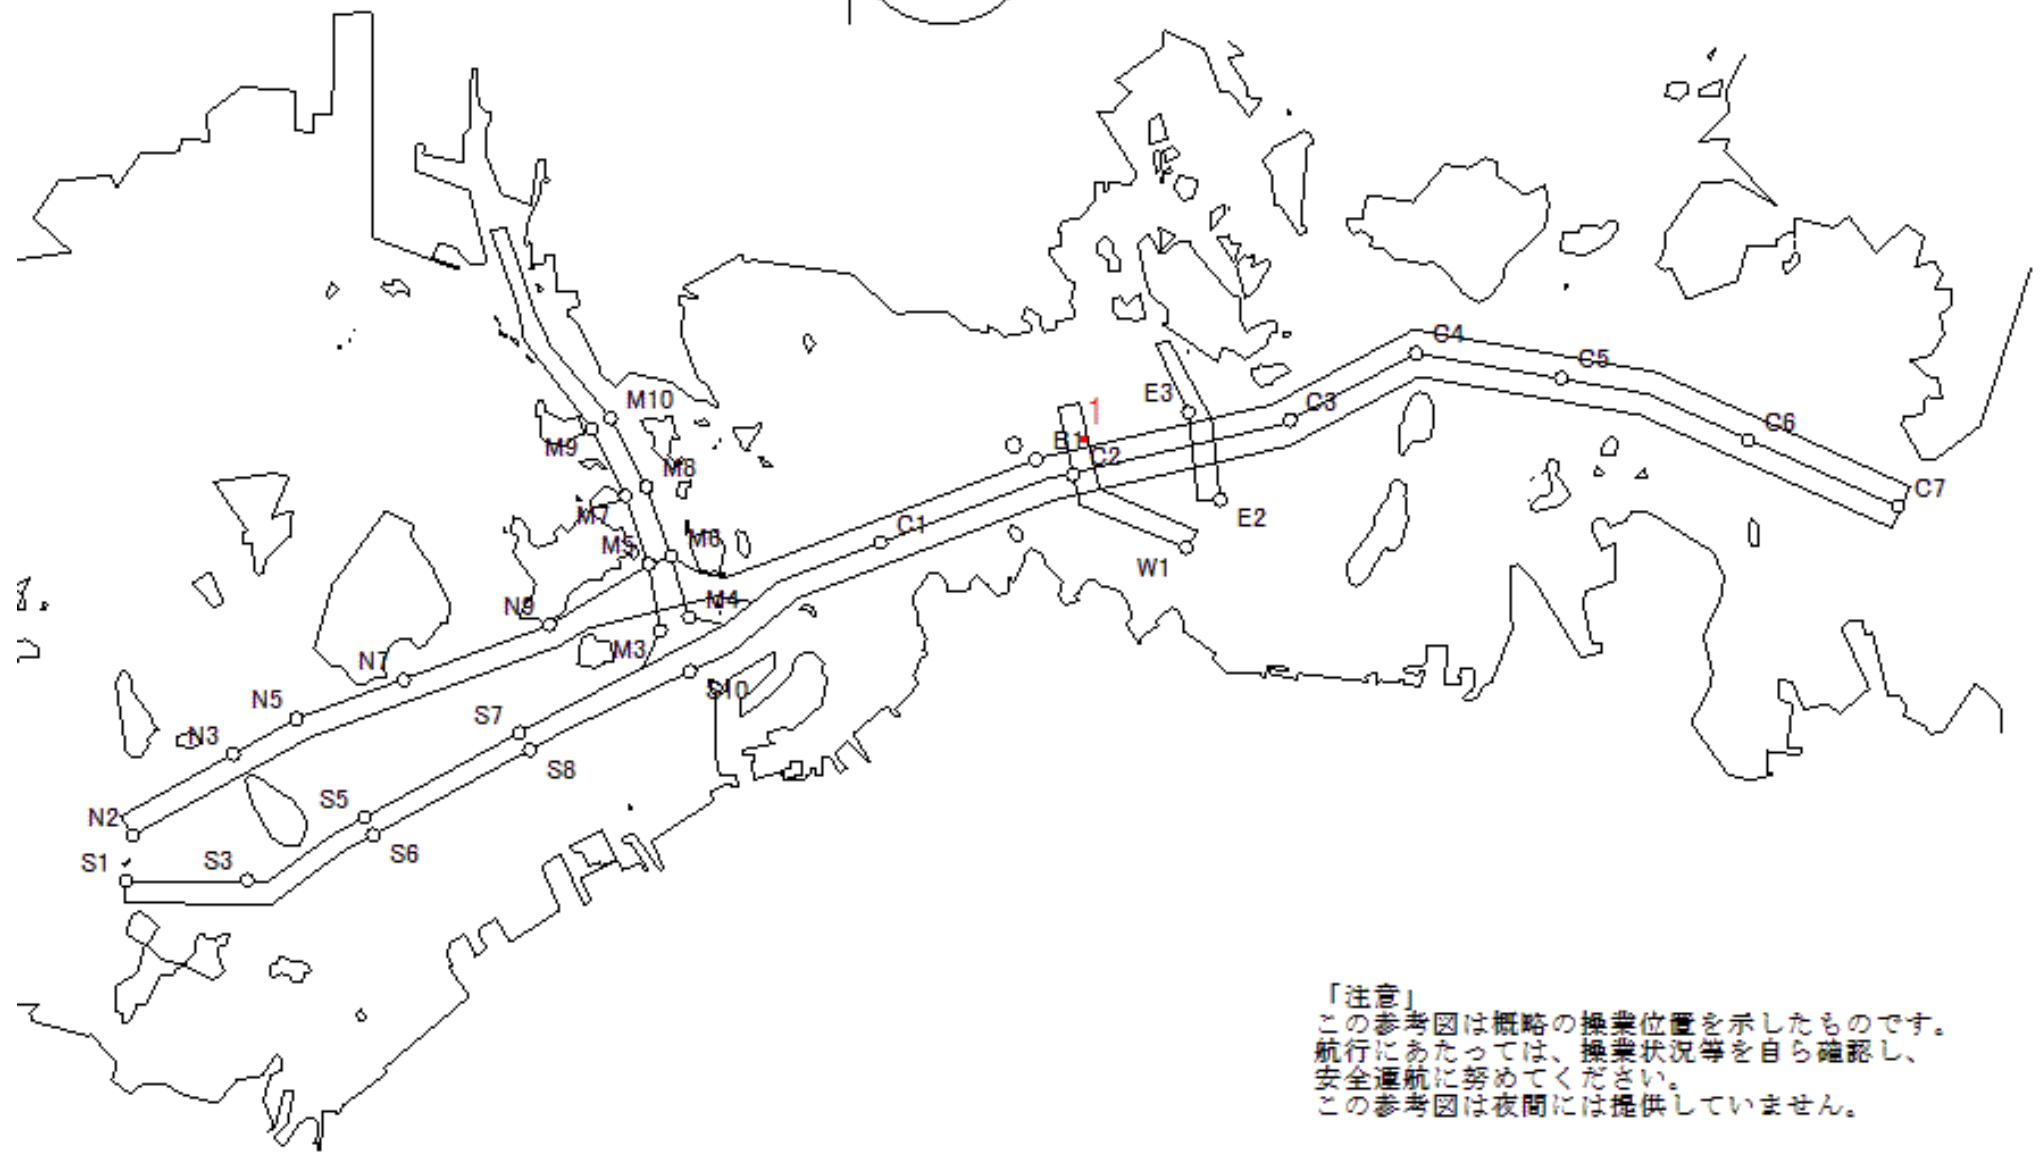 C4
C5
M10
E3
1
C3
C6
M9
B1
C2
M8
C7
M7
E2
C1
M5
M6
W1
N9
M4
M3
N7
S10
N5
S7
N3
S8
S5
N2
S6
S1
S3
「注意」
この参考図は概略の操業位置を示したものです。
航行にあたっては、操業状況等を自ら確認し、
安全運航に努めてください。
この参考図は夜間には提供していません。